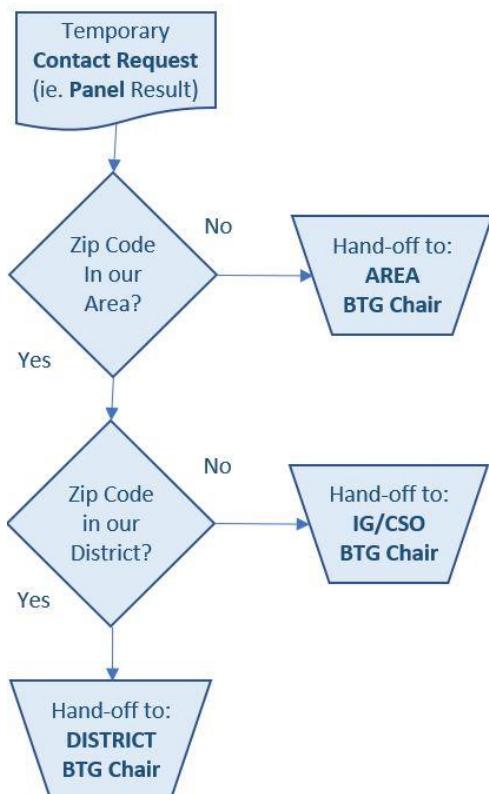 Temporary
Contact Request
(ie. Panel Result)
No
Zip Code
In our
Area?
Hand-off to:
AREA
BTG Chair
Yes
No
Zip Code
in our
District?
Hand-off to:
IG/CSO
BTG Chair
Yes
Hand-off to:
DISTRICT
BTG Chair